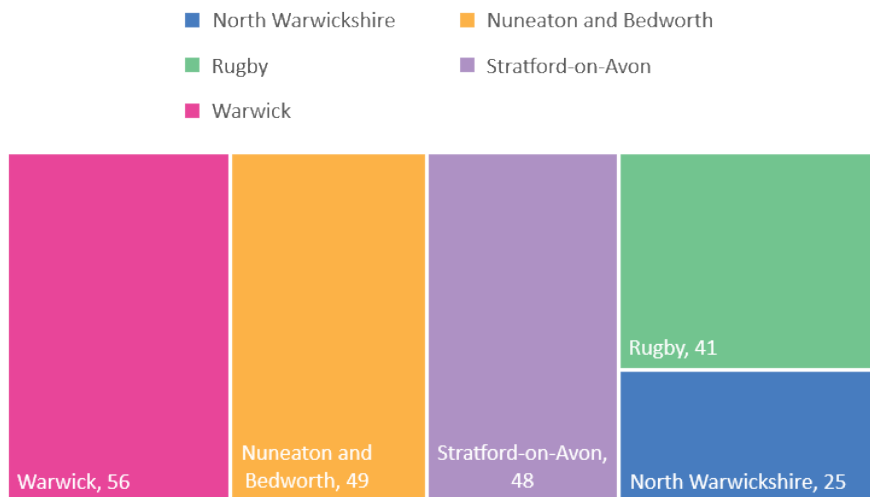 North Warwickshire
Nuneaton and Bedworth
Rugby
Stratford-on-Avon
Warwick
Warwick, 56
Nuneaton and
Bedworth, 49
Stratford-on-Avon,
48
Rugby, 41
North Warwickshire, 25